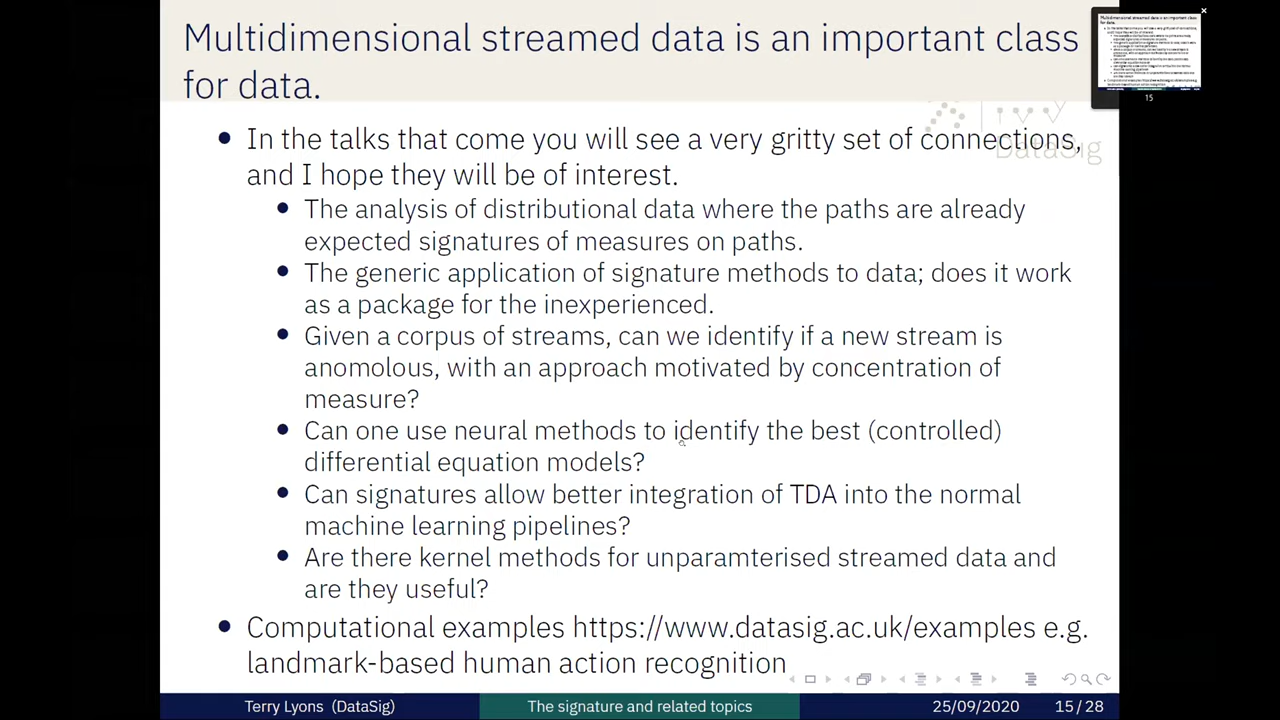 Multidimensional streamed data is an important class
for data.
DataSig
• In the talks that come you will see a very gritty set of connections,
and I hope they will be of interest.
• The analysis of distributional data where the paths are already
expected signatures of measures on paths.
• The generic application of signature methods to data; does it work
as a package for the inexperienced.
• Given a corpus of streams, can we identify if a new stream is
anomolous, with an approach motivated by concentration of
measure?
• Can one use neural methods to identify the best (controlled)
differential equation models?
• Can signatures allow better integration of TDA into the normal
machine learning pipelines?
• Are there kernel methods for unparamterised streamed data and
are they useful?
• Computational examples https://www.datasig.ac.uk/examples e.g.
landmark-based human action recognition
Terry Lyons (DataSig) The signature and related topics 25/09/2020 15 / 28
15